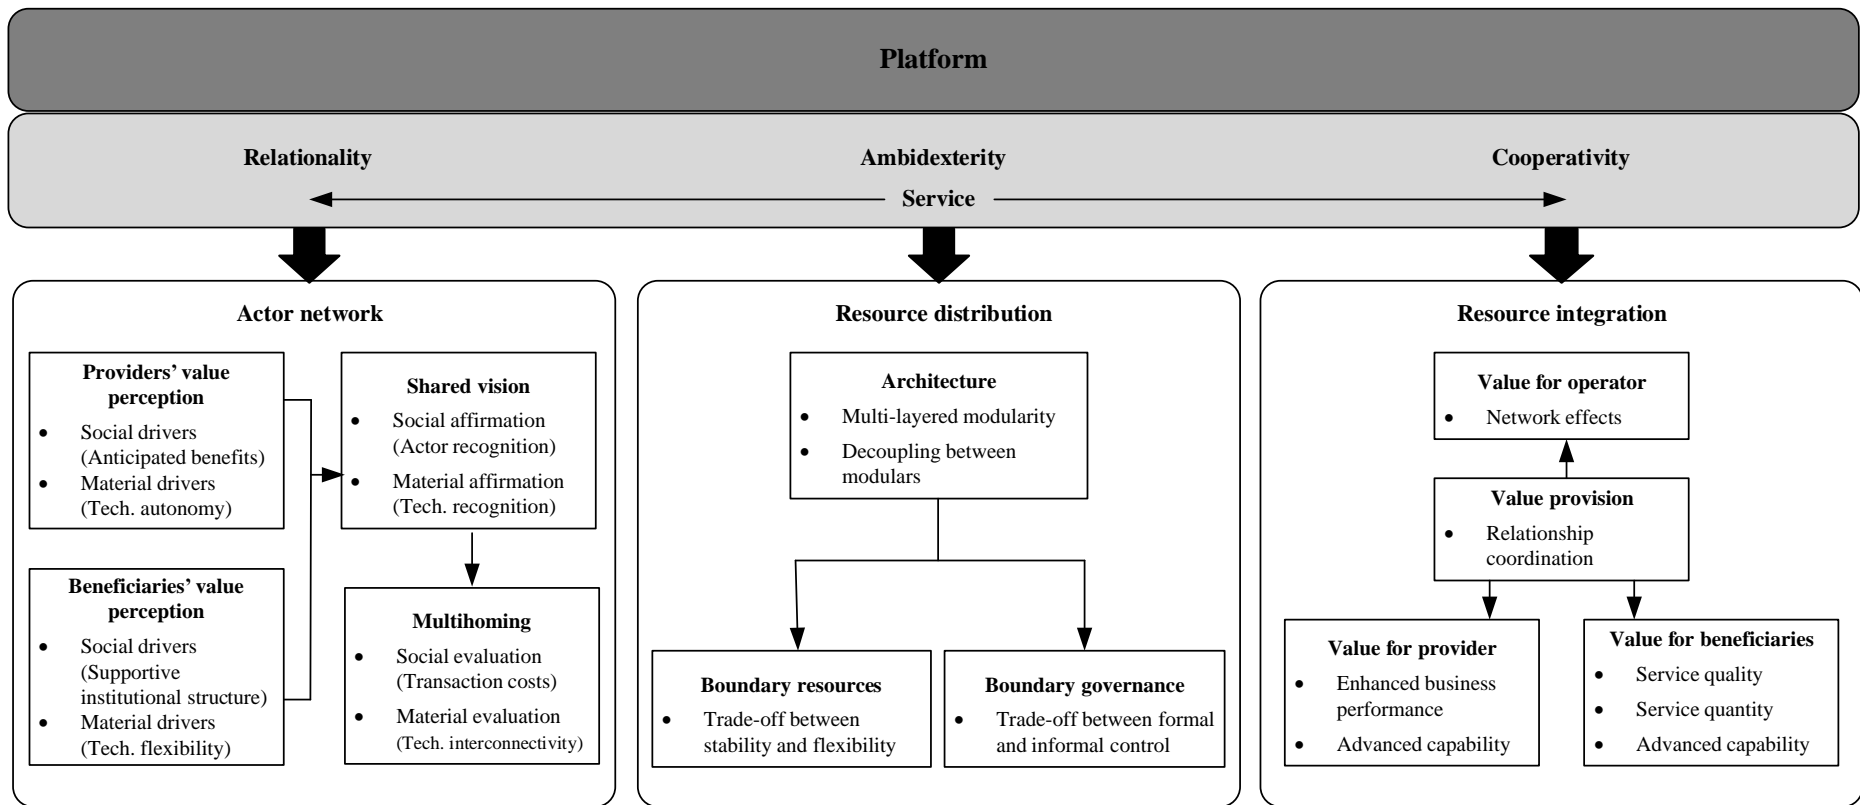 Platform
Relationality
Ambidexterity
Cooperativity
Service
Actor network
Providers' value
perception
• Social drivers
(Anticipated benefits)
• Material drivers
(Tech. autonomy)
Shared vision
• Social affirmation
(Actor recognition)
• Material affirmation
(Tech. recognition)
Beneficiaries' value
perception
• Social drivers
(Supportive
institutional structure)
• Material drivers
(Tech. flexibility)
Multihoming
• Social evaluation
(Transaction costs)
• Material evaluation
(Tech. interconnectivity)
Resource distribution
Architecture
• Multi-layered modularity
• Decoupling between
modulars
Boundary resources
• Trade-off between
stability and flexibility
Boundary governance
• Trade-off between formal
and informal control
Resource integration
Value for operator
• Network effects
Value provision
• Relationship
coordination
Value for provider
• Enhanced business
performance
• Advanced capability
Value for beneficiaries
• Service quality
• Service quantity
• Advanced capability